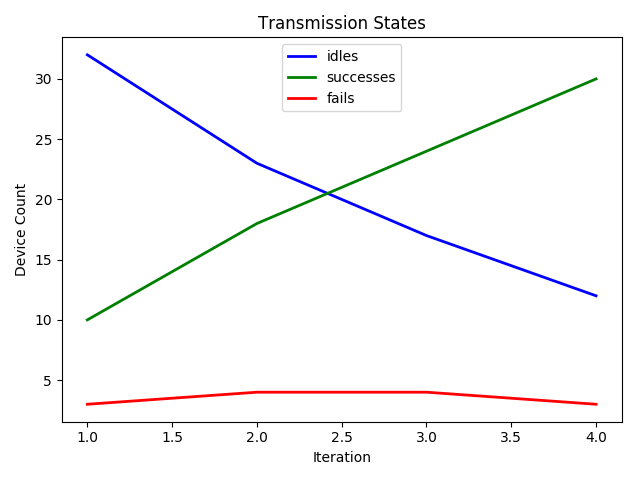 Transmission States
idles
successes
fails
Device Count
30
25
20
15
10
5
1.0 1.5 2.0 2.5 3.0 3.5 4.0
Iteration